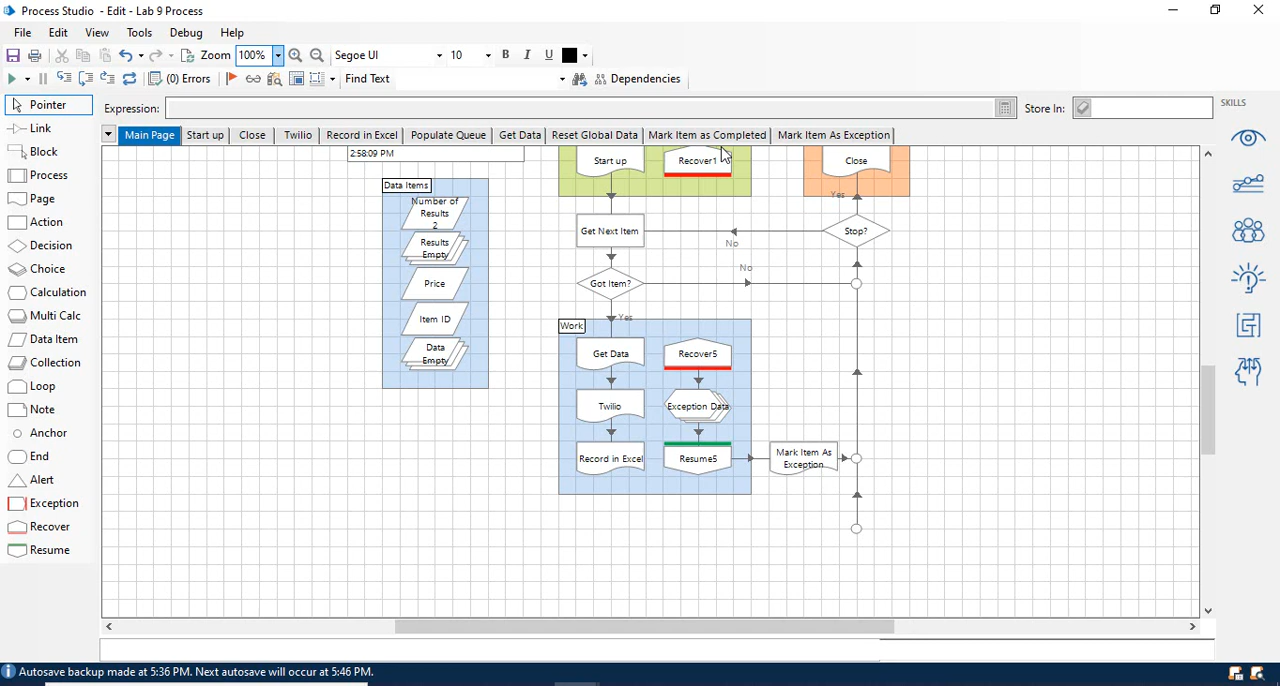 Process Studio  - Edit - Lab 9 Process
File Edit View Tools Debug Help
Zoom 100% Segoe UI 10 B I U
(0) Errors Find Text Dependencies
Pointer
Link
Block
Process
Page
Action
Decision
Choice
Calculation
Multi Calc
Data Item
Collection
Loop
Note
Anchor
End
Alert
Exception
Recover
Resume
Expression: Store In:
Main Page Start up Close Twilio Record in Excel Populate Queue Get Data Reset Global Data Mark Item as Completed Mark Item As Exception
2:58:09 PM
Data Items
Number of
Results
2
Results
Empty
Price
Item ID
Data
Empty
Start up Recover1 Close
Yes
Get Next Item Stop?
No
No
Got Item?
Yes
Work
Get Data Recover5
Twilio Exception Data
Record in Excel Resume5
Mark Item As
Exception
SKILLS
Autosave backup made at 5:36 PM. Next autosave will occur at 5:46 PM.